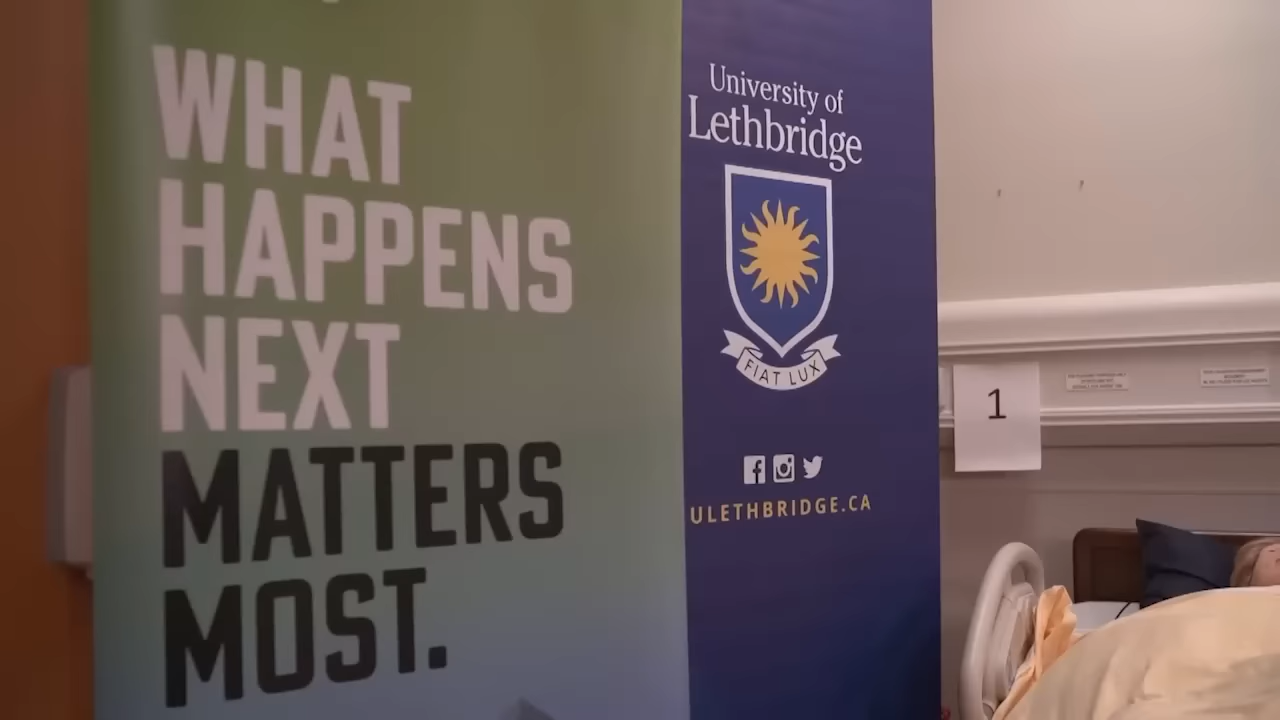 WHAT
HAPPENS
NEXT
MATTERS
MOST.
University of
Lethbridge
FIAT LUX
ULETHBRIDGE.CA
1